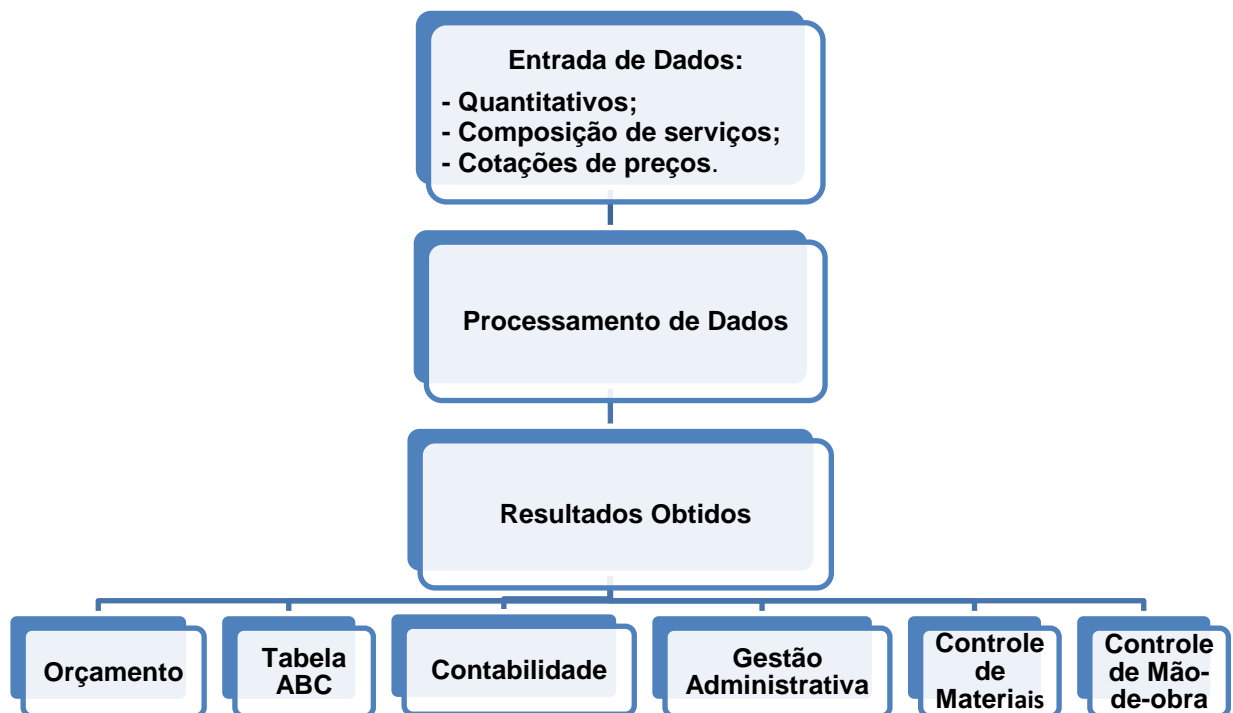 Entrada de Dados:
- Quantitativos;
- Composição de serviços;
- Cotações de preços.
Processamento de Dados
Resultados Obtidos
Orçamento
Tabela
ABC
Contabilidade
Gestão
Administrativa
Controle
de
Materiais
Controle
de Mão-
de-obra